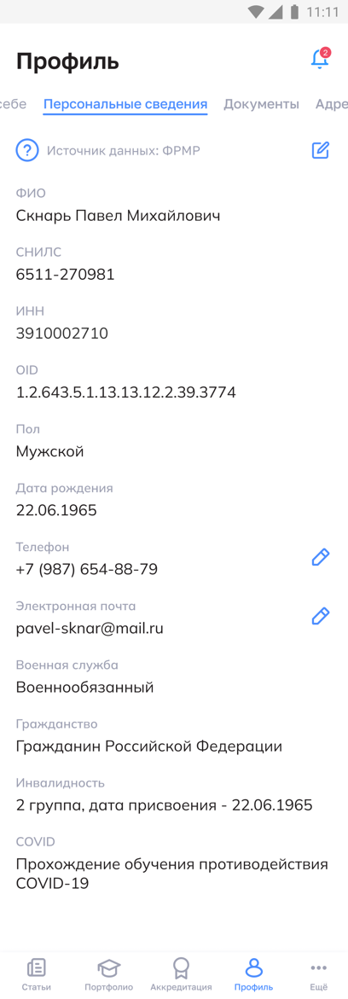 11:11
Профиль
2
себе Персональные сведения Документы Адре
? Источник данных: ФРМР
ФИО
Скнарь Павел Михайлович
СНИЛС
6511-270981
ИНН
3910002710
OID
1.2.643.5.1.13.13.12.2.39.3774
Пол
Мужской
Дата рождения
22.06.1965
Телефон
+7 (987) 654-88-79
Электронная почта
pavel-sknar@mail.ru
Военная служба
Военнообязанный
Гражданство
Гражданин Российской Федерации
Инвалидность
2 группа, дата присвоения - 22.06.1965
COVID
Прохождение обучения противодействия
COVID-19
Статьи Портфолио Аккредитация Профиль Ещё